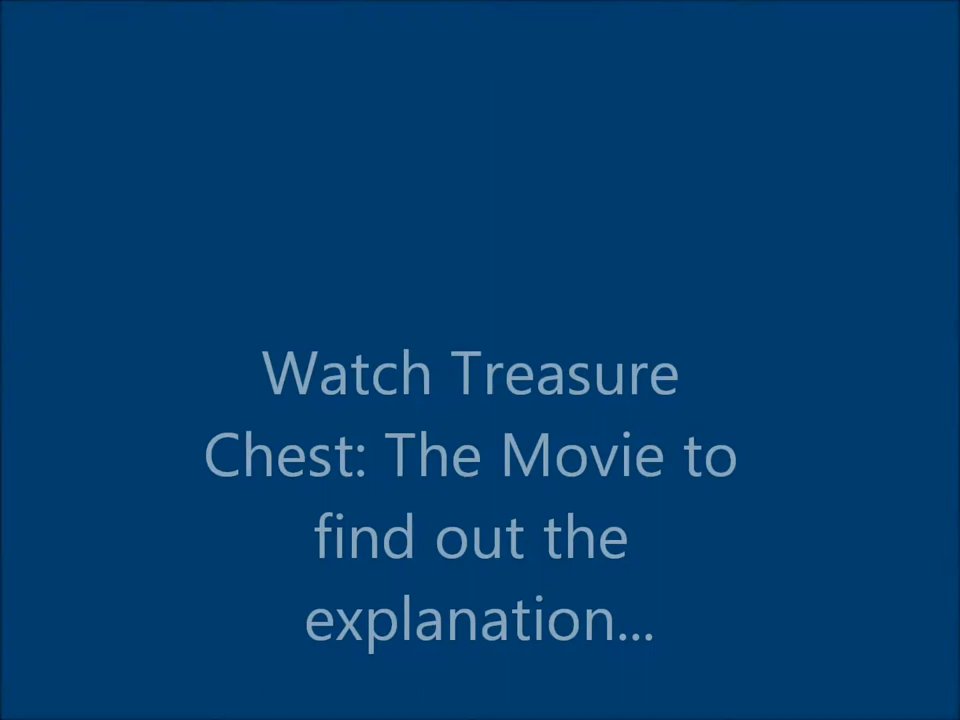 Watch Treasure
Chest: The Movie to
find out the
explanation...